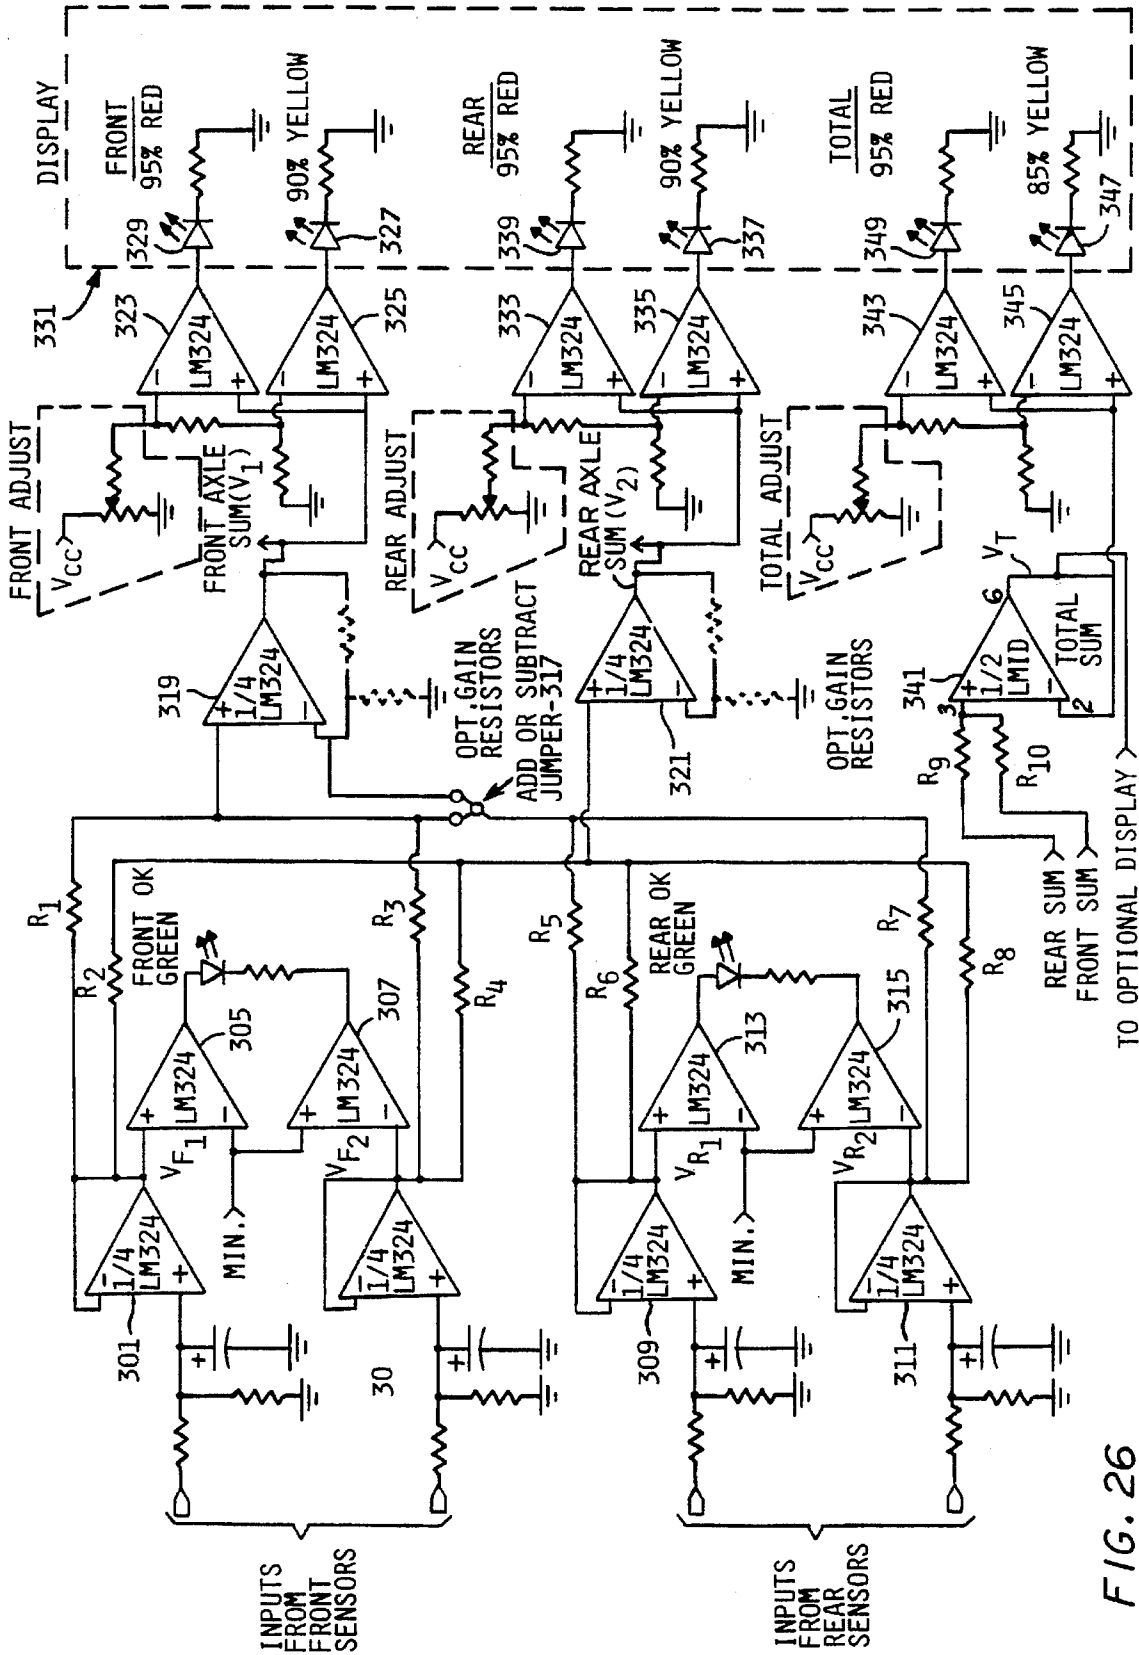 DISPLAY
331
FRONT ADJUST
VCC
FRONT AXLE
SUM(V1)
323
LM324
-
+
329
FRONT
95% RED
325
LM324
-
+
327
90% YELLOW
REAR ADJUST
VCC
REAR AXLE
SUM(V2)
333
LM324
-
+
339
REAR
95% RED
335
LM324
-
+
337
90% YELLOW
TOTAL ADJUST
VCC
343
LM324
-
+
349
TOTAL
95% RED
345
LM324
-
+
347
85% YELLOW
319
+
1/4
LM324
-
OPT.GAIN
RESISTORS
ADD OR SUBTRACT
JUMPER-317
+
1/4
LM324
-
321
OPT.GAIN
RESISTORS
341
3
+
1/2
LMID
-
2
6
VT
TOTAL
SUM
R9
R10
REAR SUM
FRONT SUM
TO OPTIONAL DISPLAY
R1
R2
FRONT OK
GREEN
R3
R4
305
+
LM324
-
VF1
307
+
LM324
-
VF2
MIN.
R5
R6
REAR OK
GREEN
R7
R8
313
+
LM324
-
VR1
315
+
LM324
-
VR2
MIN.
301
-
1/4
LM324
+
+
30
-
1/4
LM324
+
+
309
-
1/4
LM324
+
+
311
-
1/4
LM324
+
+
INPUTS
FROM
FRONT
SENSORS
INPUTS
FROM
REAR
SENSORS
FIG. 26